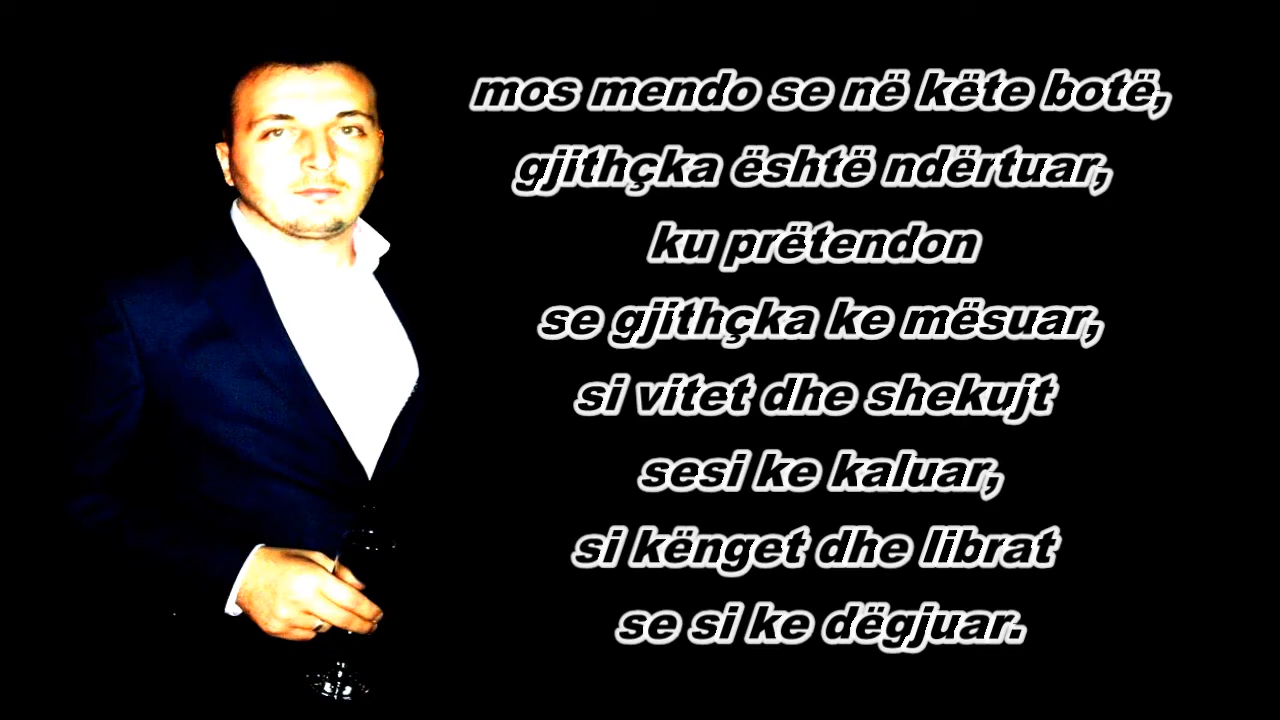 mos mendo se në këte botë,
gjithçka është ndërtuar,
ku prëtendon
se gjithçka ke mësuar,
si vitet dhe shekujt
sesi ke kaluar,
si kënget dhe librat
se si ke dëgjuar.